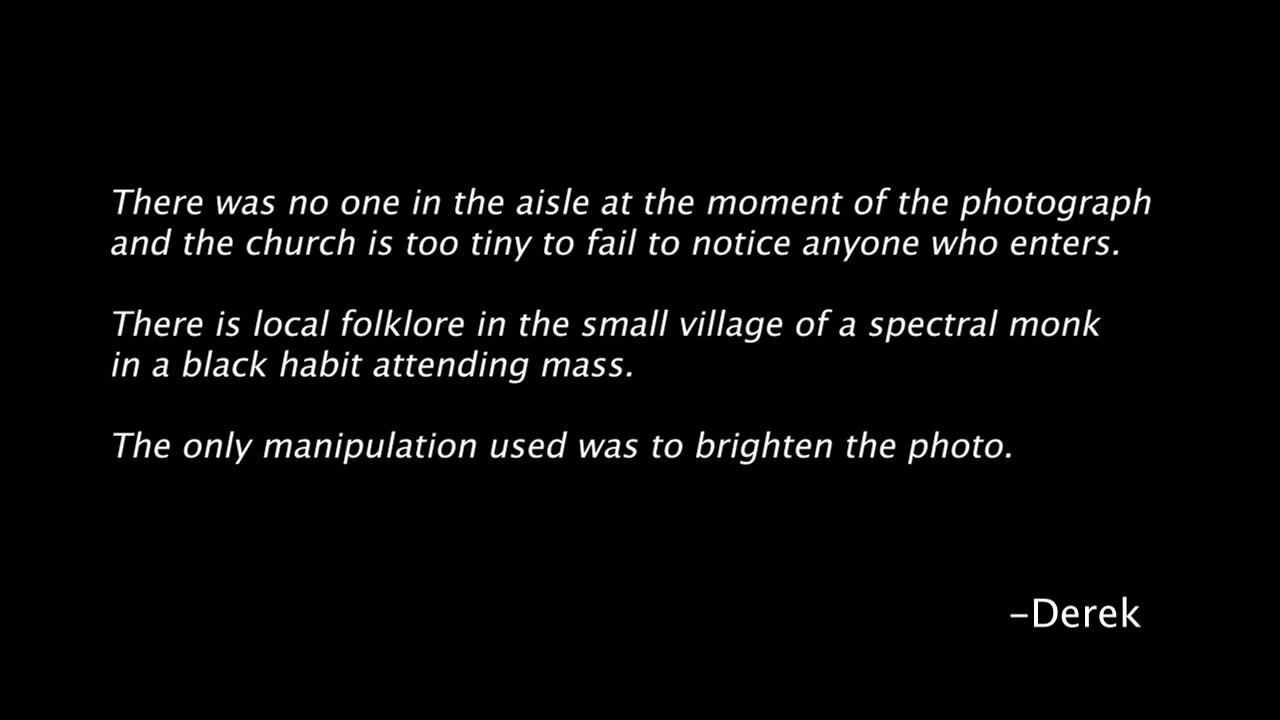 There was no one in the aisle at the moment of the photograph
and the church is too tiny to fail to notice anyone who enters.
There is local folklore in the small village of a spectral monk
in a black habit attending mass.
The only manipulation used was to brighten the photo.
–Derek